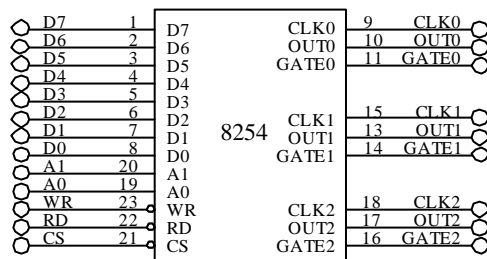 D7 1 D7 CLK0 9 CLK0
D6 2 D6 OUT0 10 OUT0
D5 3 D5 GATE0 11 GATE0
D4 4 D4
D3 5 D3
D2 6 D2 CLK1 15 CLK1
D1 7 D1 8254 OUT1 13 OUT1
D0 8 D0 GATE1 14 GATE1
A1 20 A1
A0 19 A0
WR 23 WR CLK2 18 CLK2
RD 22 RD OUT2 17 OUT2
CS 21 CS GATE2 16 GATE2